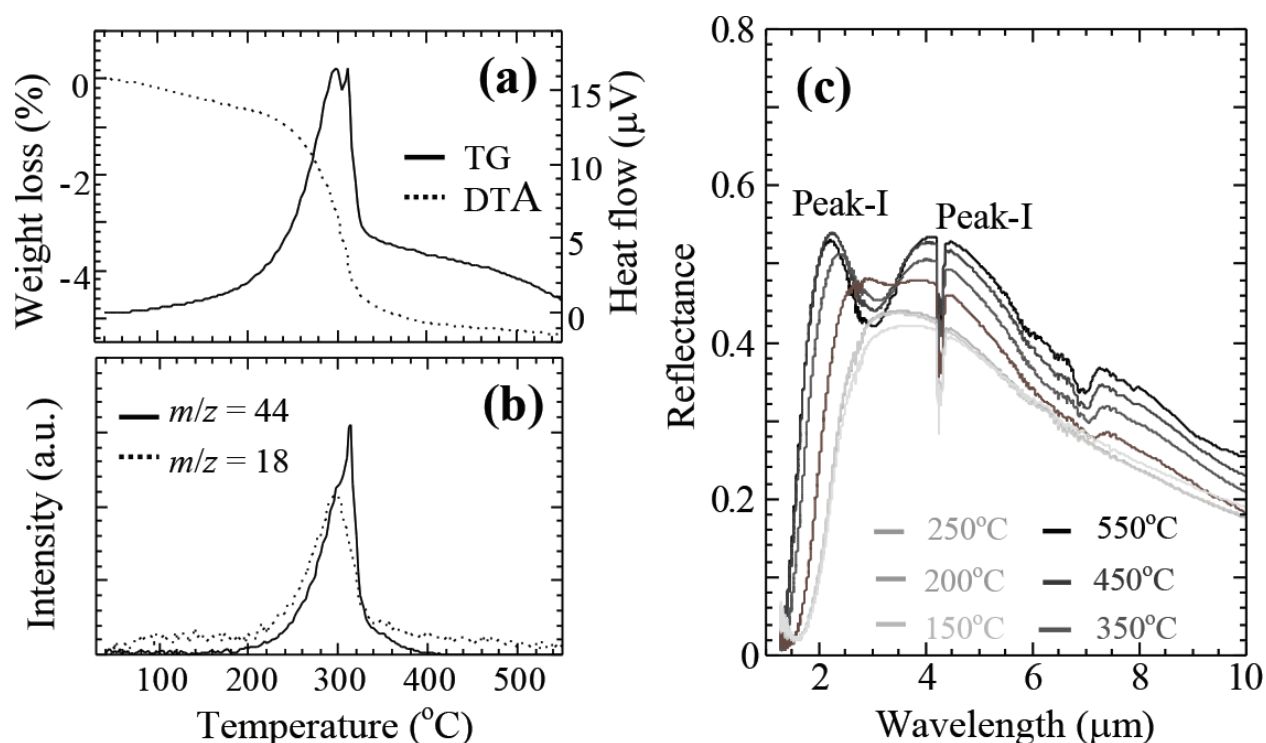 (a)
0
-2
-4
Weight loss (%)
15
10
5
0
Heat flow (μV)
TG
DTA
(b)
m/z = 44
m/z = 18
Intensity (a.u.)
100 200 300 400 500
Temperature (°C)
(c)
0.8
0.6
0.4
0.2
0
Reflectance
Peak-I
Peak-I
250°C 550°C
200°C 450°C
150°C 350°C
2 4 6 8 10
Wavelength (μm)